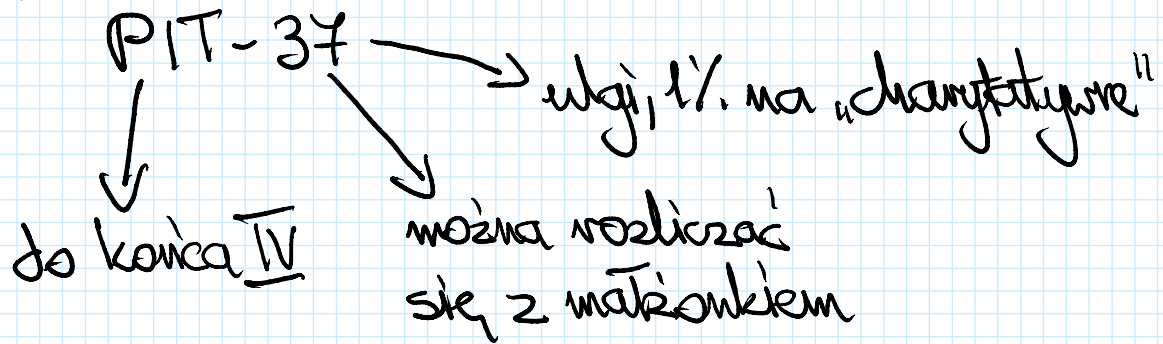 PIT-37
ulgi, 1% na „charytatywne"
do końca IV
można rozliczać
się z małżonkiem